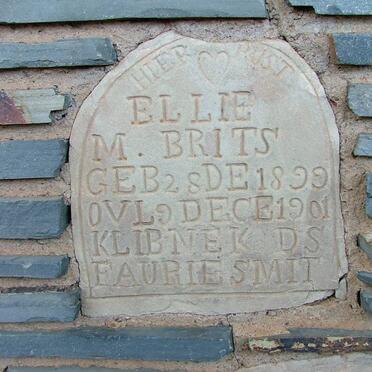 HIER RUST
ELLIE
M. BRITS
GEB 28 DE 1899
OVL 9 DECE 1901
KLIBNEK DS
FAURIE SMIT